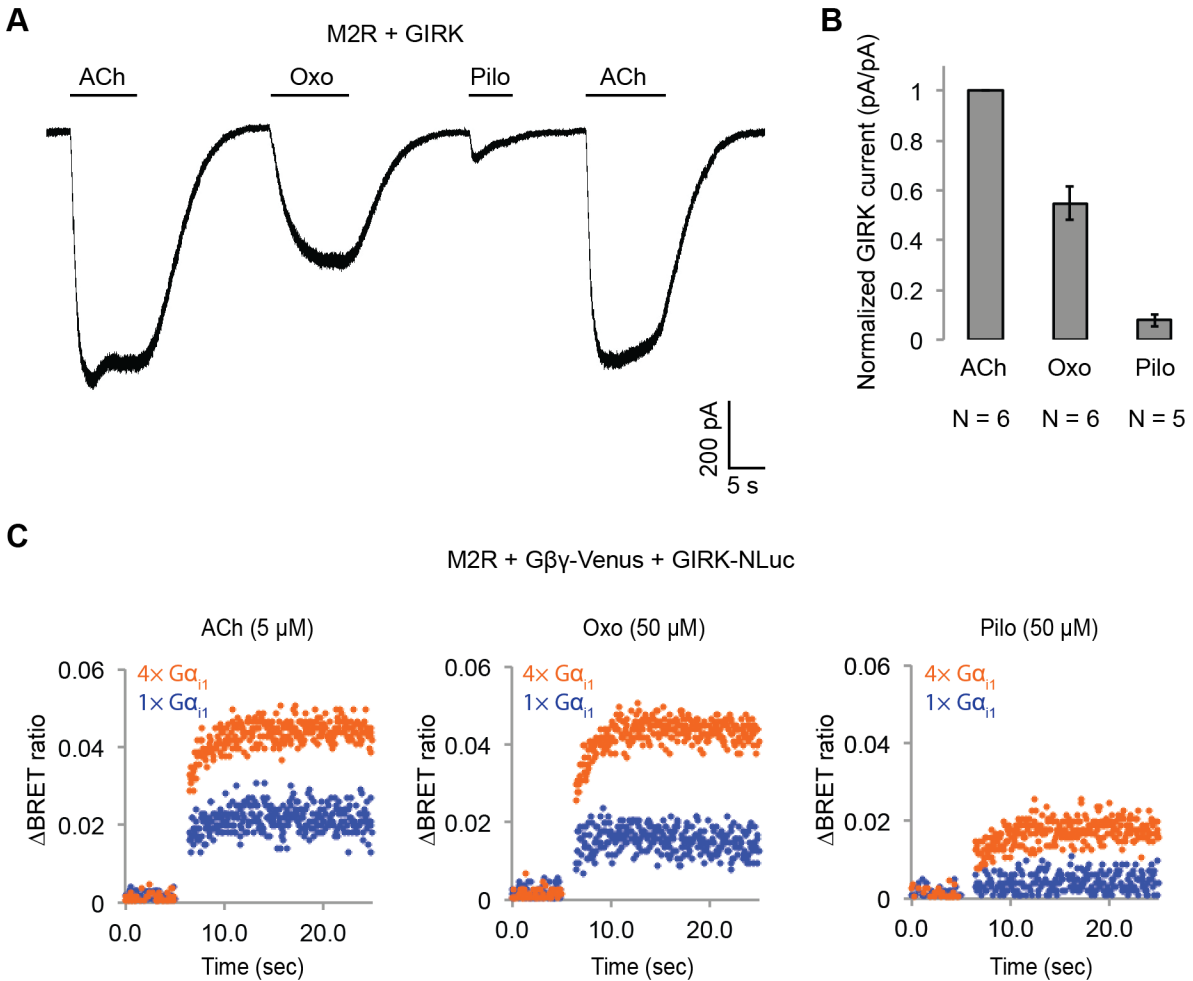 A
M2R + GIRK
ACh
Oxo
Pilo
ACh
200 pA
5 s
B
Normalized GIRK current (pA/pA)
1
0.8
0.6
0.4
0.2
0
ACh
Oxo
Pilo
N = 6
N = 6
N = 5
C
M2R + Gβγ-Venus + GIRK-NLuc
ACh (5 µM)
4× Gαi1
1× Gαi1
ΔBRET ratio
0.06
0.04
0.02
0
0.0
10.0
20.0
Time (sec)
Oxo (50 µM)
4× Gαi1
1× Gαi1
ΔBRET ratio
0.06
0.04
0.02
0
0.0
10.0
20.0
Time (sec)
Pilo (50 µM)
4× Gαi1
1× Gαi1
ΔBRET ratio
0.06
0.04
0.02
0
0.0
10.0
20.0
Time (sec)